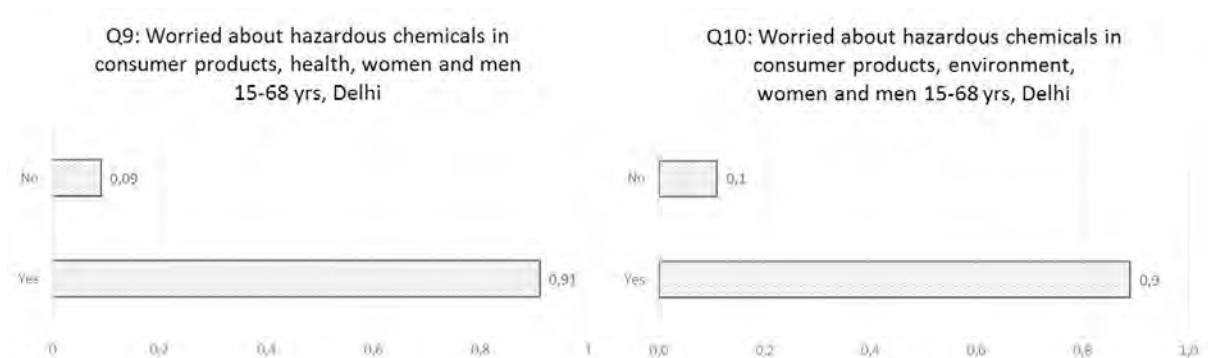 Q9: Worried about hazardous chemicals in
consumer products, health, women and men
15-68 yrs, Delhi
No
0,09
Yes
0,91
0 0,2 0,4 0,6 0,8 1
Q10: Worried about hazardous chemicals in
consumer products, environment,
women and men 15-68 yrs, Delhi
No
0,1
Yes
0,9
0,0 0,2 0,4 0,6 0,8 1,0